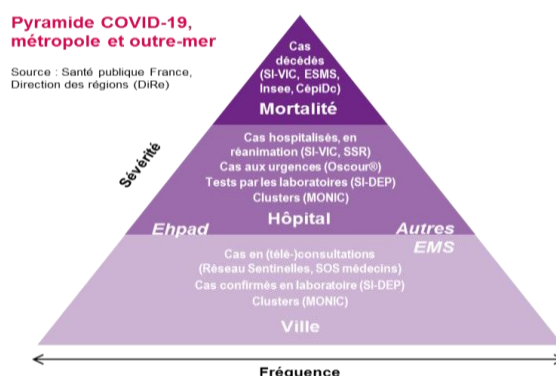 Pyramide COVID-19,
métropole et outre-mer
Source : Santé publique France,
Direction des régions (DiRe)
Sévérité
Cas
décédés
(SI-VIC, ESMS,
Insee, CépiDc)
Mortalité
Cas hospitalisés, en
réanimation (SI-VIC, SSR)
Cas aux urgences (Oscour®)
Tests par les laboratoires (SI-DEP)
Clusters (MONIC)
Hôpital
Ehpad
Autres
EMS
Cas en (télé-)consultations
(Réseau Sentinelles, SOS médecins)
Cas confirmés en laboratoire (SI-DEP)
Clusters (MONIC)
Ville
Fréquence